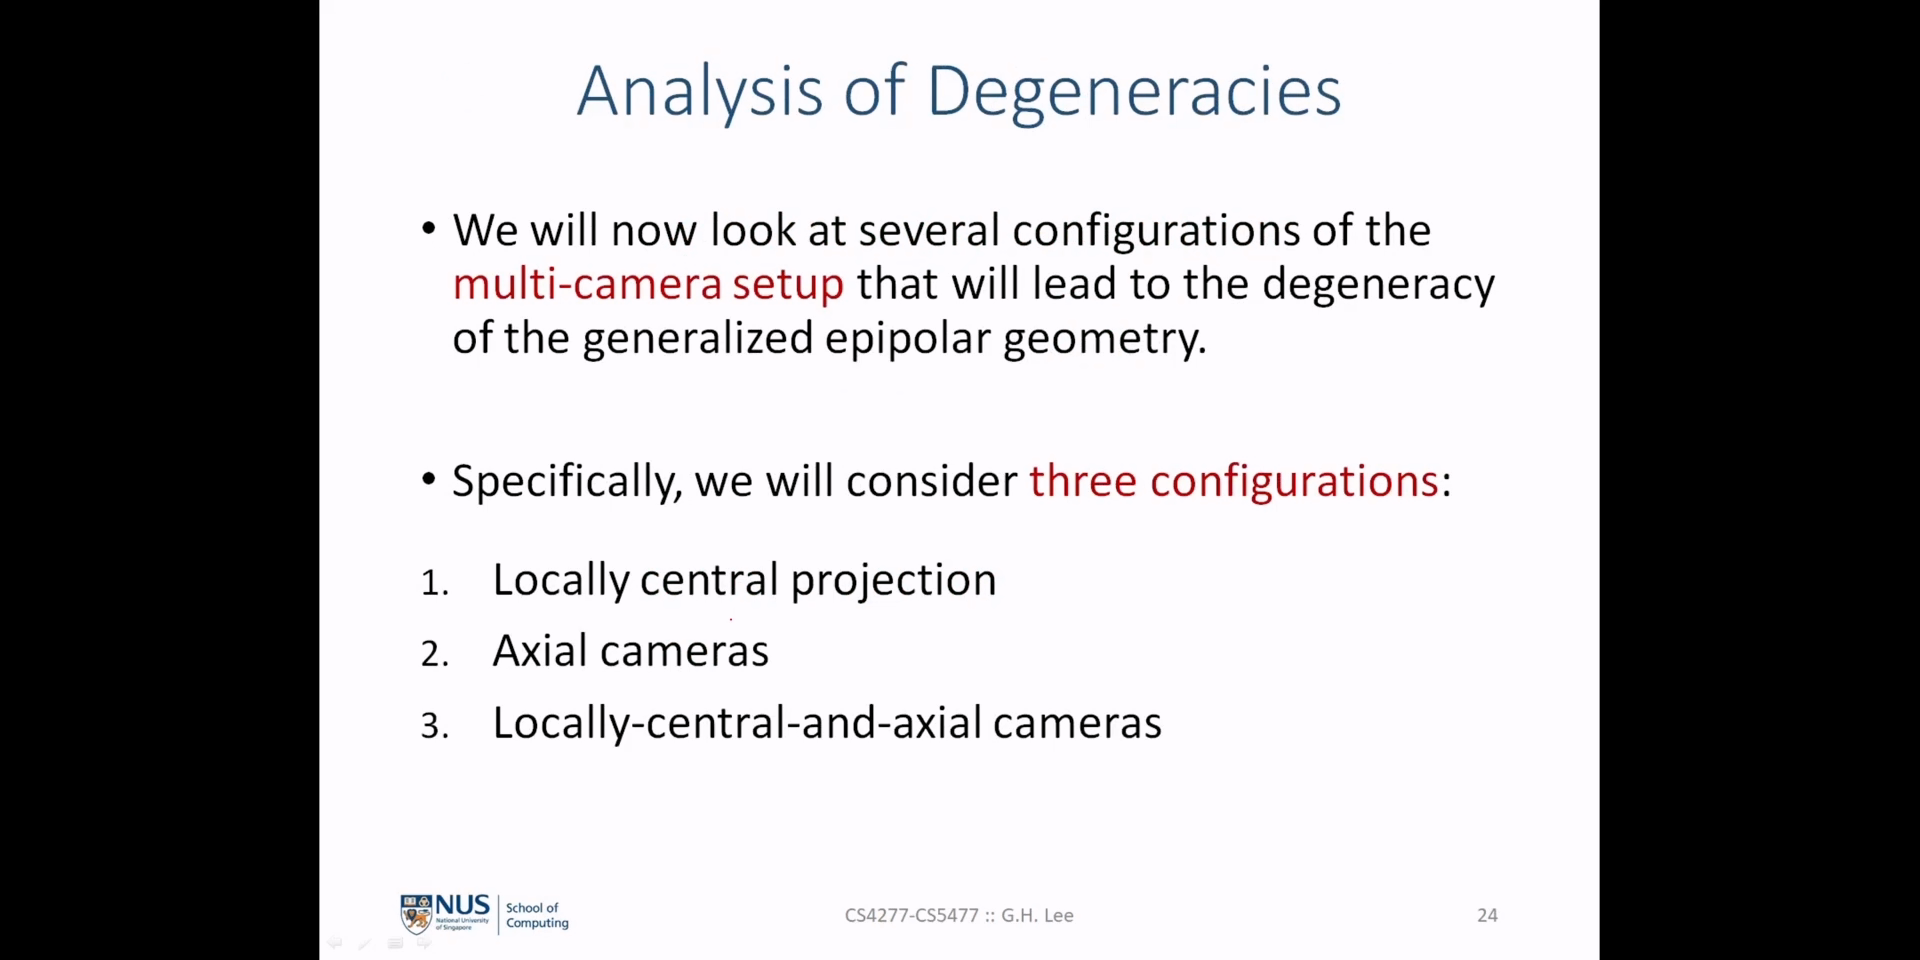 Analysis of Degeneracies
• We will now look at several configurations of the
multi-camera setup that will lead to the degeneracy
of the generalized epipolar geometry.
• Specifically, we will consider three configurations:
1. Locally central projection
2. Axial cameras
3. Locally-central-and-axial cameras
NUS
National University
of Singapore
School of
Computing
CS4277-CS5477 :: G.H. Lee
24